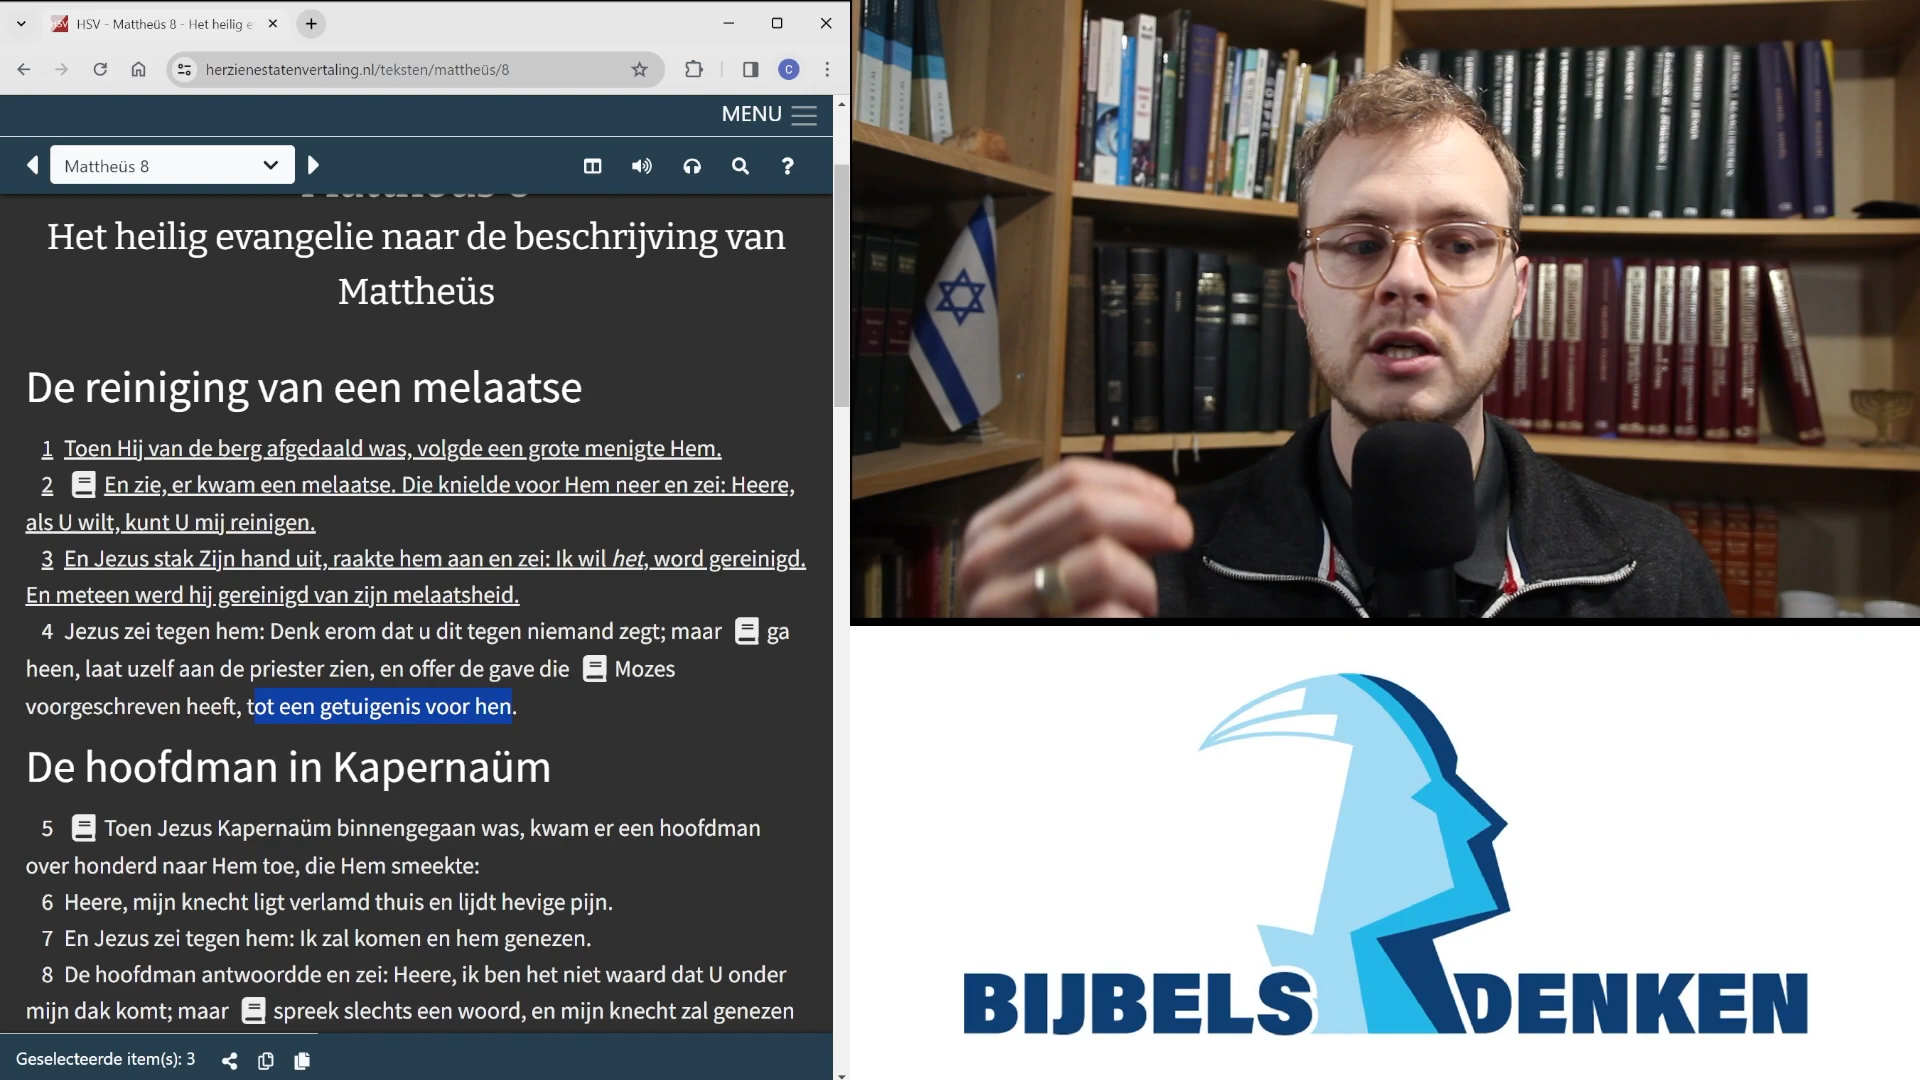 HSV - Mattheüs 8 - Het heilig e
herzienestatenvertaling.nl/teksten/mattheüs/8
C
MENU
Mattheüs 8
?
Mattheüs 8
Het heilig evangelie naar de beschrijving van
Mattheüs
De reiniging van een melaatse
1 Toen Hij van de berg afgedaald was, volgde een grote menigte Hem.
2 En zie, er kwam een melaatse. Die knielde voor Hem neer en zei: Heere,
als U wilt, kunt U mij reinigen.
3 En Jezus stak Zijn hand uit, raakte hem aan en zei: Ik wil het, word gereinigd.
En meteen werd hij gereinigd van zijn melaatsheid.
4 Jezus zei tegen hem: Denk erom dat u dit tegen niemand zegt; maar ga
heen, laat uzelf aan de priester zien, en offer de gave die Mozes
voorgeschreven heeft, tot een getuigenis voor hen.
De hoofdman in Kapernaüm
5 Toen Jezus Kapernaüm binnengegaan was, kwam er een hoofdman
over honderd naar Hem toe, die Hem smeekte:
6 Heere, mijn knecht ligt verlamd thuis en lijdt hevige pijn.
7 En Jezus zei tegen hem: Ik zal komen en hem genezen.
8 De hoofdman antwoordde en zei: Heere, ik ben het niet waard dat U onder
mijn dak komt; maar spreek slechts een woord, en mijn knecht zal genezen
Geselecteerde item(s): 3
BIJBELS DENKEN